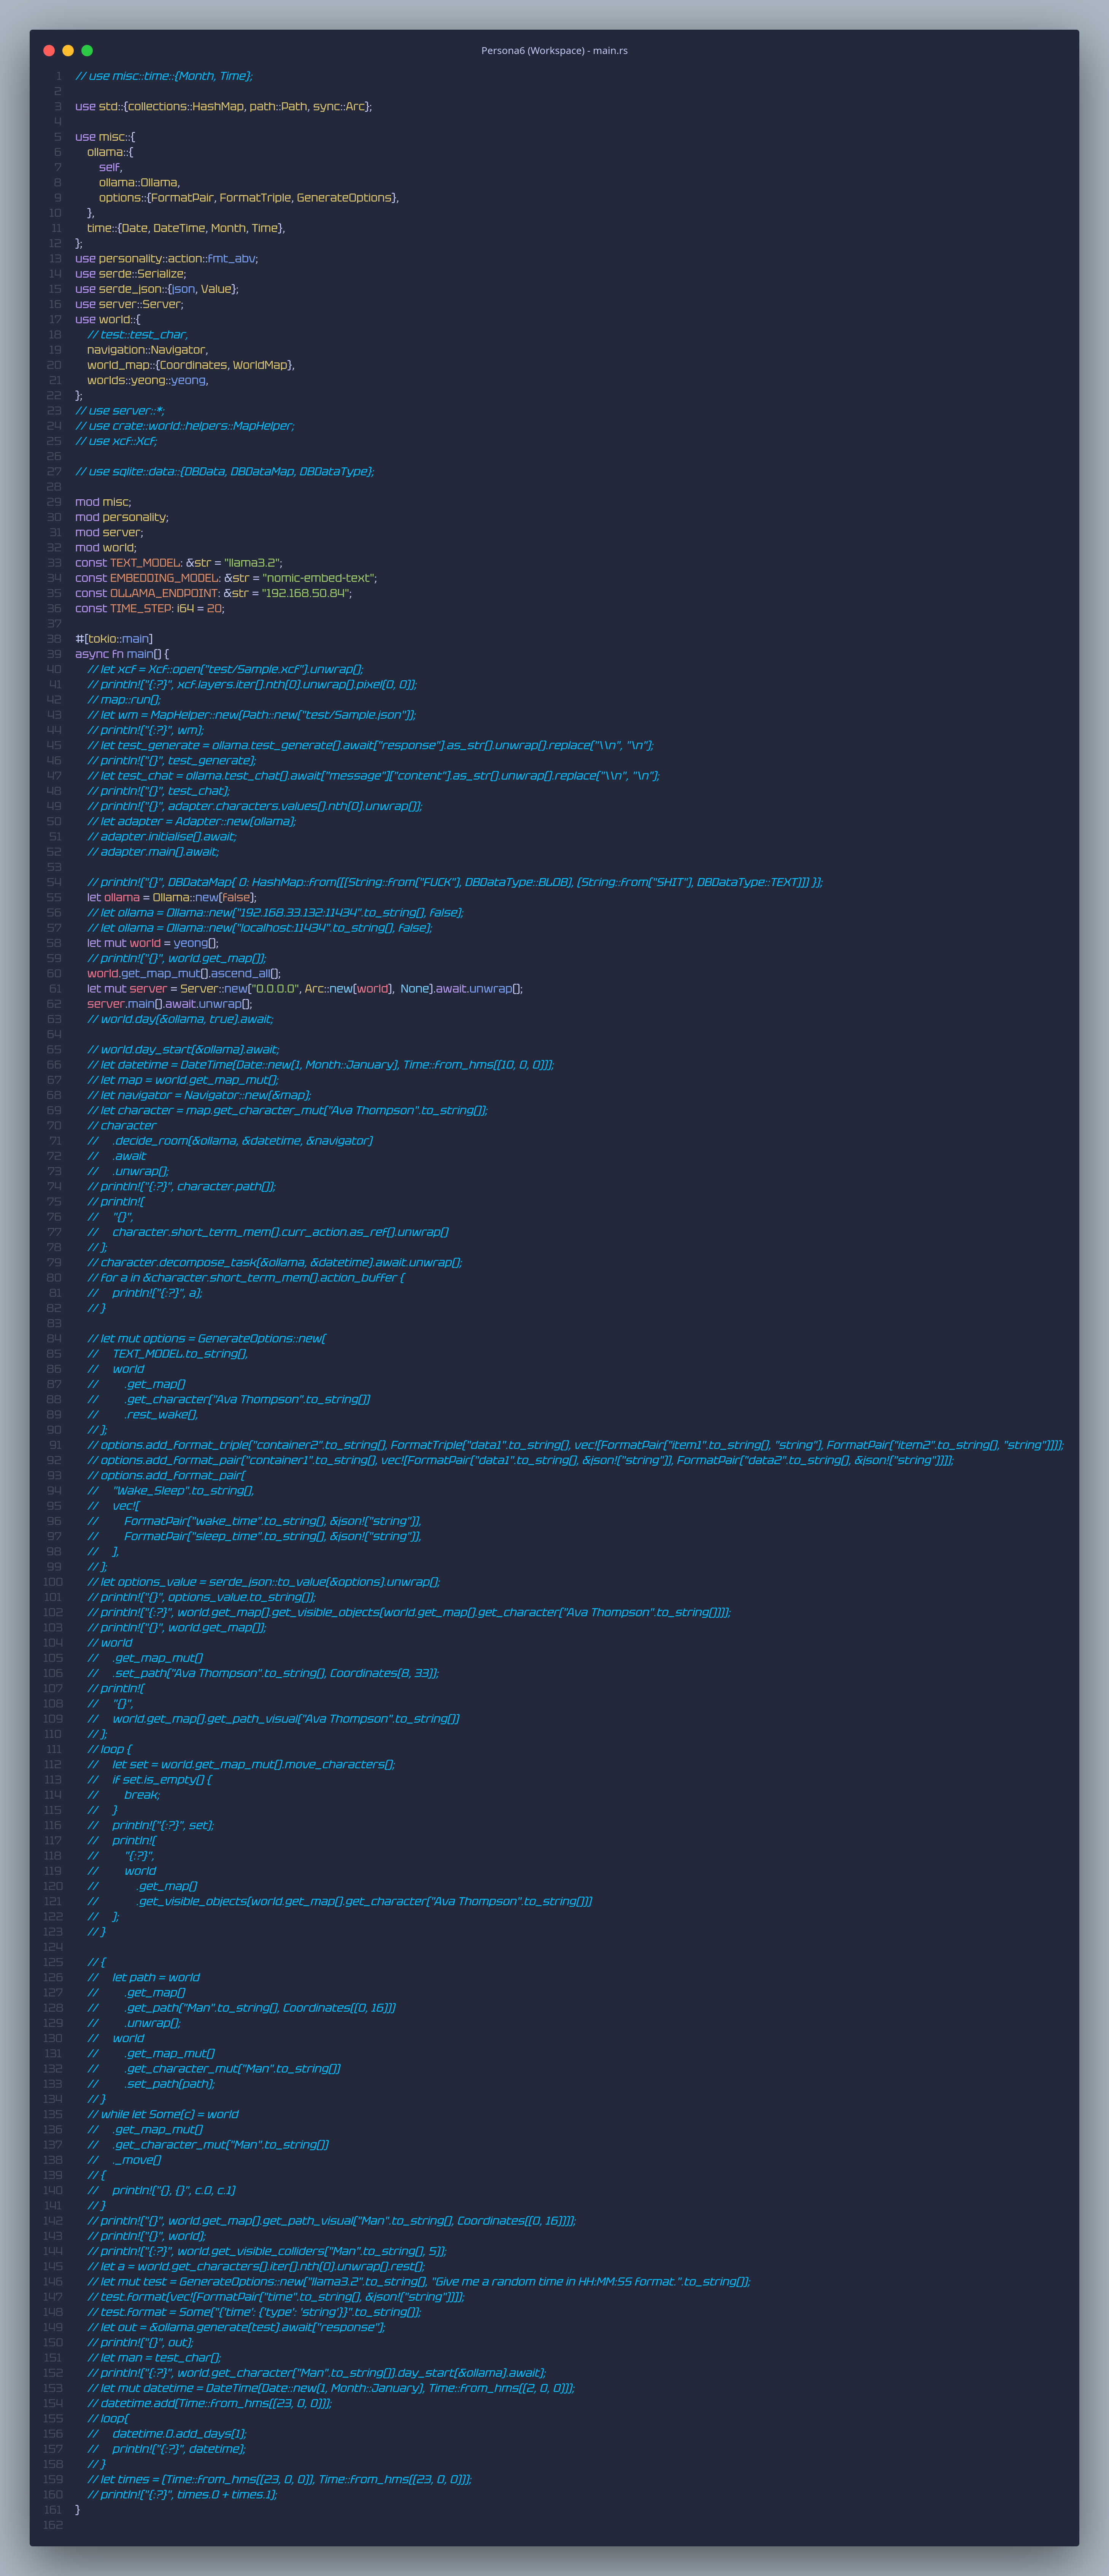 Persona6 (Workspace) - main.rs
1 // use misc::time::{Month, Time};
2
3 use std::{collections::HashMap, path::Path, sync::Arc};
4
5 use misc::{
6     ollama::{
7         self,
8         ollama::Ollama,
9         options::{FormatPair, FormatTriple, GenerateOptions},
10     },
11     time::{Date, DateTime, Month, Time},
12 };
13 use personality::action::fmt_abv;
14 use serde::Serialize;
15 use serde_json::{json, Value};
16 use server::Server;
17 use world::{
18     // test::test_char,
19     navigation::Navigator,
20     world_map::{Coordinates, WorldMap},
21     worlds::yeong::yeong,
22 };
23 // use server::*;
24 // use crate::world::helpers::MapHelper;
25 // use xcf::Xcf;
26
27 // use sqlite::data::{DBData, DBDataMap, DBDataType};
28
29 mod misc;
30 mod personality;
31 mod server;
32 mod world;
33 const TEXT_MODEL: &str = "llama3.2";
34 const EMBEDDING_MODEL: &str = "nomic-embed-text";
35 const OLLAMA_ENDPOINT: &str = "192.168.50.84";
36 const TIME_STEP: i64 = 20;
37
38 #[tokio::main]
39 async fn main() {
40     // let xcf = Xcf::open("test/Sample.xcf").unwrap();
41     // println!("{:?}", xcf.layers.iter().nth(0).unwrap().pixel(0, 0));
42     // map::run();
43     // let wm = MapHelper::new(Path::new("test/Sample.json"));
44     // println!("{:?}", wm);
45     // let test_generate = ollama.test_generate().await["response"].as_str().unwrap().replace("\\n", "\n");
46     // println!("{}", test_generate);
47     // let test_chat = ollama.test_chat().await["message"]["content"].as_str().unwrap().replace("\\n", "\n");
48     // println!("{}", test_chat);
49     // println!("{}", adapter.characters.values().nth(0).unwrap());
50     // let adapter = Adapter::new(ollama);
51     // adapter.initialise().await;
52     // adapter.main().await;
53
54     // println!("{}", DBDataMap{ 0: HashMap::from([(String::from("FUCK"), DBDataType::BLOB), (String::from("SHIT"), DBDataType::TEXT)]) });
55     let ollama = Ollama::new(false);
56     // let ollama = Ollama::new("192.168.33.132:11434".to_string(), false);
57     // let ollama = Ollama::new("localhost:11434".to_string(), false);
58     let mut world = yeong();
59     // println!("{}", world.get_map());
60     world.get_map_mut().ascend_all();
61     let mut server = Server::new("0.0.0.0", Arc::new(world),  None).await.unwrap();
62     server.main().await.unwrap();
63     // world.day(&ollama, true).await;
64
65     // world.day_start(&ollama).await;
66     // let datetime = DateTime(Date::new(1, Month::January), Time::from_hms((10, 0, 0)));
67     // let map = world.get_map_mut();
68     // let navigator = Navigator::new(&map);
69     // let character = map.get_character_mut("Ava Thompson".to_string());
70     // character
71     //     .decide_room(&ollama, &datetime, &navigator)
72     //     .await
73     //     .unwrap();
74     // println!("{:?}", character.path());
75     // println!(
76     //     "{}",
77     //     character.short_term_mem().curr_action.as_ref().unwrap()
78     // );
79     // character.decompose_task(&ollama, &datetime).await.unwrap();
80     // for a in &character.short_term_mem().action_buffer {
81     //     println!("{:?}", a);
82     // }
83
84     // let mut options = GenerateOptions::new(
85     //     TEXT_MODEL.to_string(),
86     //     world
87     //         .get_map()
88     //         .get_character("Ava Thompson".to_string())
89     //         .rest_wake(),
90     // );
91     // options.add_format_triple("container2".to_string(), FormatTriple("data1".to_string(), vec![FormatPair("item1".to_string(), "string"), FormatPair("item2".to_string(), "string")]));
92     // options.add_format_pair("container1".to_string(), vec![FormatPair("data1".to_string(), &json!("string")), FormatPair("data2".to_string(), &json!("string"))]);
93     // options.add_format_pair(
94     //     "Wake_Sleep".to_string(),
95     //     vec![
96     //         FormatPair("wake_time".to_string(), &json!("string")),
97     //         FormatPair("sleep_time".to_string(), &json!("string")),
98     //     ],
99     // );
100     // let options_value = serde_json::to_value(&options).unwrap();
101     // println!("{}", options_value.to_string());
102     // println!("{:?}", world.get_map().get_visible_objects(world.get_map().get_character("Ava Thompson".to_string())));
103     // println!("{}", world.get_map());
104     // world
105     //     .get_map_mut()
106     //     .set_path("Ava Thompson".to_string(), Coordinates(8, 33));
107     // println!(
108     //     "{}",
109     //     world.get_map().get_path_visual("Ava Thompson".to_string())
110     // );
111     // loop {
112     //     let set = world.get_map_mut().move_characters();
113     //     if set.is_empty() {
114     //         break;
115     //     }
116     //     println!("{:?}", set);
117     //     println!(
118     //         "{:?}",
119     //         world
120     //             .get_map()
121     //             .get_visible_objects(world.get_map().get_character("Ava Thompson".to_string()))
122     //     );
123     // }
124
125     // {
126     //     let path = world
127     //         .get_map()
128     //         .get_path("Man".to_string(), Coordinates((0, 16)))
129     //         .unwrap();
130     //     world
131     //         .get_map_mut()
132     //         .get_character_mut("Man".to_string())
133     //         .set_path(path);
134     // }
135     // while let Some(c) = world
136     //     .get_map_mut()
137     //     .get_character_mut("Man".to_string())
138     //     ._move()
139     // {
140     //     println!("{}, {}", c.0, c.1)
141     // }
142     // println!("{}", world.get_map().get_path_visual("Man".to_string(), Coordinates((0, 16))));
143     // println!("{}", world);
144     // println!("{:?}", world.get_visible_colliders("Man".to_string(), 5));
145     // let a = world.get_characters().iter().nth(0).unwrap().rest();
146     // let mut test = GenerateOptions::new("llama3.2".to_string(), "Give me a random time in HH:MM:SS format.".to_string());
147     // test.format(vec![FormatPair("time".to_string(), &json!("string"))]);
148     // test.format = Some("{'time': {'type': 'string'}}".to_string());
149     // let out = &ollama.generate(test).await["response"];
150     // println!("{}", out);
151     // let man = test_char();
152     // println!("{:?}", world.get_character("Man".to_string()).day_start(&ollama).await);
153     // let mut datetime = DateTime(Date::new(1, Month::January), Time::from_hms((2, 0, 0)));
154     // datetime.add(Time::from_hms((23, 0, 0)));
155     // loop{
156     //     datetime.0.add_days(1);
157     //     println!("{:?}", datetime);
158     // }
159     // let times = (Time::from_hms((23, 0, 0)), Time::from_hms((23, 0, 0)));
160     // println!("{:?}", times.0 + times.1);
161 }
162